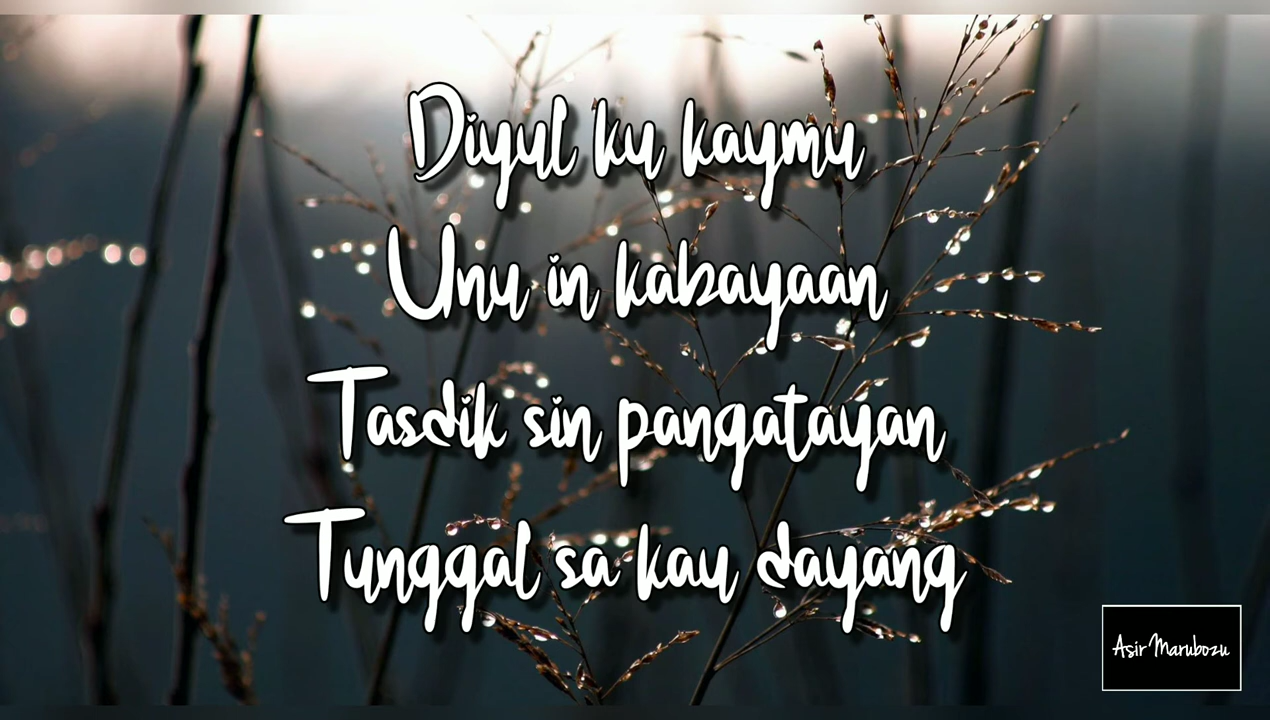 Diyul ku kaymu
Unu in kabayaan
Tasdik sin pangatayan
Tunggal sa kau dayang
Asir Marubozu